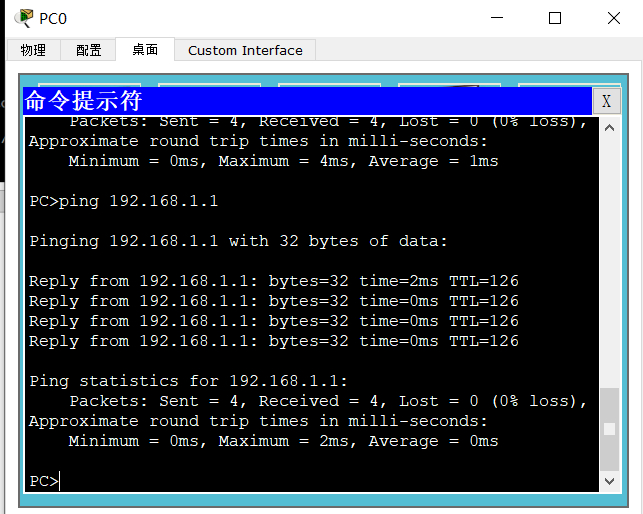 PC0
物理
配置
桌面
Custom Interface
命令提示符
X
Packets: Sent = 4, Received = 4, Lost = 0 (0% loss),
Approximate round trip times in milli-seconds:
Minimum = 0ms, Maximum = 4ms, Average = 1ms
PC>ping 192.168.1.1
Pinging 192.168.1.1 with 32 bytes of data:
Reply from 192.168.1.1: bytes=32 time=2ms TTL=126
Reply from 192.168.1.1: bytes=32 time=0ms TTL=126
Reply from 192.168.1.1: bytes=32 time=0ms TTL=126
Reply from 192.168.1.1: bytes=32 time=0ms TTL=126
Ping statistics for 192.168.1.1:
Packets: Sent = 4, Received = 4, Lost = 0 (0% loss),
Approximate round trip times in milli-seconds:
Minimum = 0ms, Maximum = 2ms, Average = 0ms
PC>